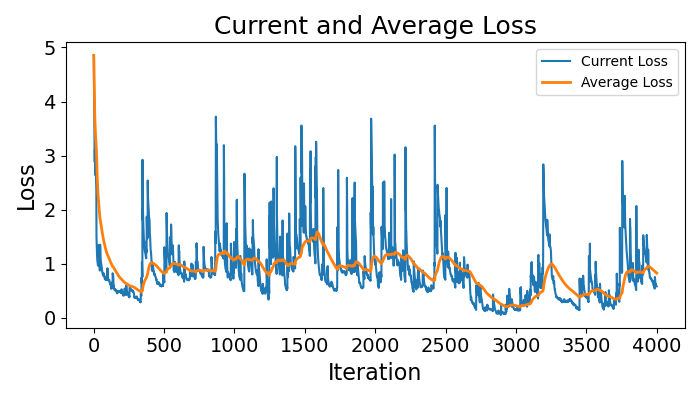 Current and Average Loss
Current Loss
Average Loss
Loss
5
4
3
2
1
0
0 500 1000 1500 2000 2500 3000 3500 4000
Iteration